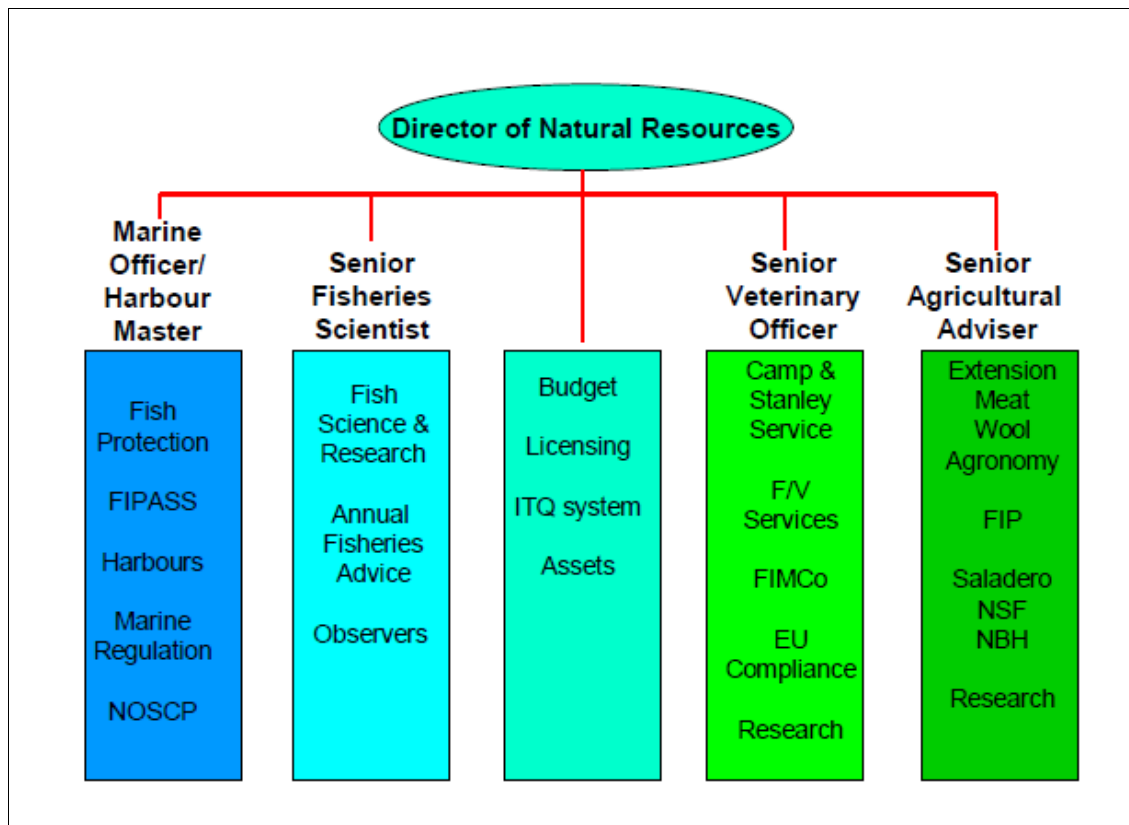 Director of Natural Resources
Marine
Officer/
Harbour
Master
Fish
Protection
FIPASS
Harbours
Marine
Regulation
NOSCP
Senior
Fisheries
Scientist
Fish
Science &
Research
Annual
Fisheries
Advice
Observers
Budget
Licensing
ITQ system
Assets
Senior
Veterinary
Officer
Camp &
Stanley
Service
F/V
Services
FIMCo
EU
Compliance
Research
Senior
Agricultural
Adviser
Extension
Meat
Wool
Agronomy
FIP
Saladero
NSF
NBH
Research